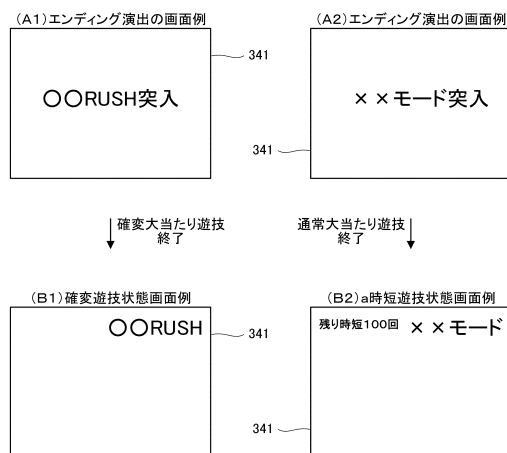 (A1)エンディング演出の画面例
341
〇〇RUSH突入
(A2)エンディング演出の画面例
××モード突入
341
確変大当たり遊技
終了
通常大当たり遊技
終了
(B1)確変遊技状態画面例
〇〇RUSH
341
(B2)a時短遊技状態画面例
残り時短100回 ××モード
341